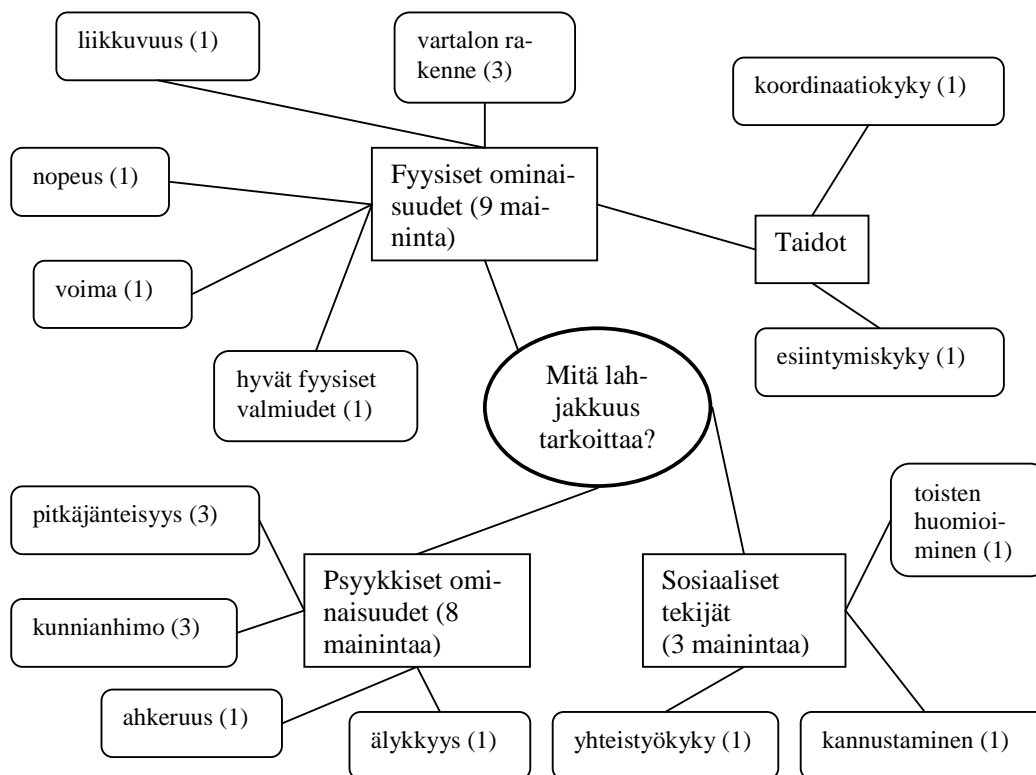 liikkuvuus (1)
vartalon ra-
kenne (3)
koordinaatiokyky (1)
nopeus (1)
Fyysiset ominai-
suudet (9 mai-
ninta)
Taidot
voima (1)
hyvät fyysiset
valmiudet (1)
esiintymiskyky (1)
Mitä lah-
jakkuus
tarkoittaa?
pitkäjänteisyys (3)
toisten
huomioi-
minen (1)
Psyykkiset omi-
naisuudet (8
mainintaa)
Sosiaaliset
tekijät
(3 mainintaa)
kunnianhimo (3)
ahkeruus (1)
älykkyys (1)
yhteistyökyky (1)
kannustaminen (1)